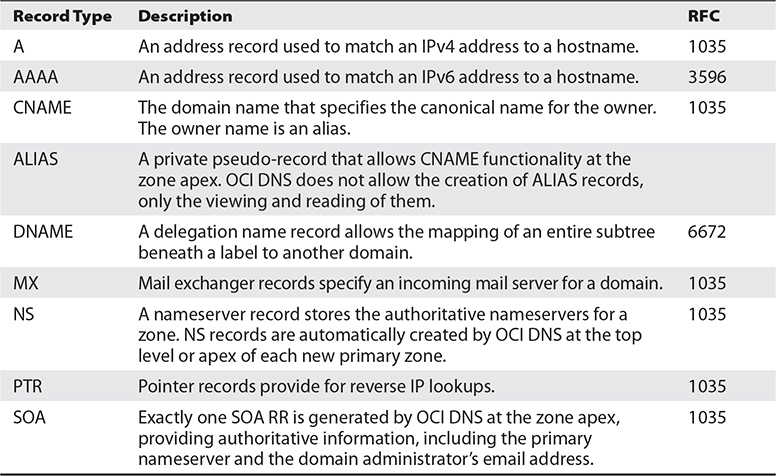 Record Type Description RFC
A An address record used to match an IPv4 address to a hostname. 1035
AAAA An address record used to match an IPv6 address to a hostname. 3596
CNAME The domain name that specifies the canonical name for the owner. 1035
The owner name is an alias.
ALIAS A private pseudo-record that allows CNAME functionality at the
zone apex. OCI DNS does not allow the creation of ALIAS records,
only the viewing and reading of them.
DNAME A delegation name record allows the mapping of an entire subtree 6672
beneath a label to another domain.
MX Mail exchanger records specify an incoming mail server for a domain. 1035
NS A nameserver record stores the authoritative nameservers for a 1035
zone. NS records are automatically created by OCI DNS at the top
level or apex of each new primary zone.
PTR Pointer records provide for reverse IP lookups. 1035
SOA Exactly one SOA RR is generated by OCI DNS at the zone apex, 1035
providing authoritative information, including the primary
nameserver and the domain administrator's email address.